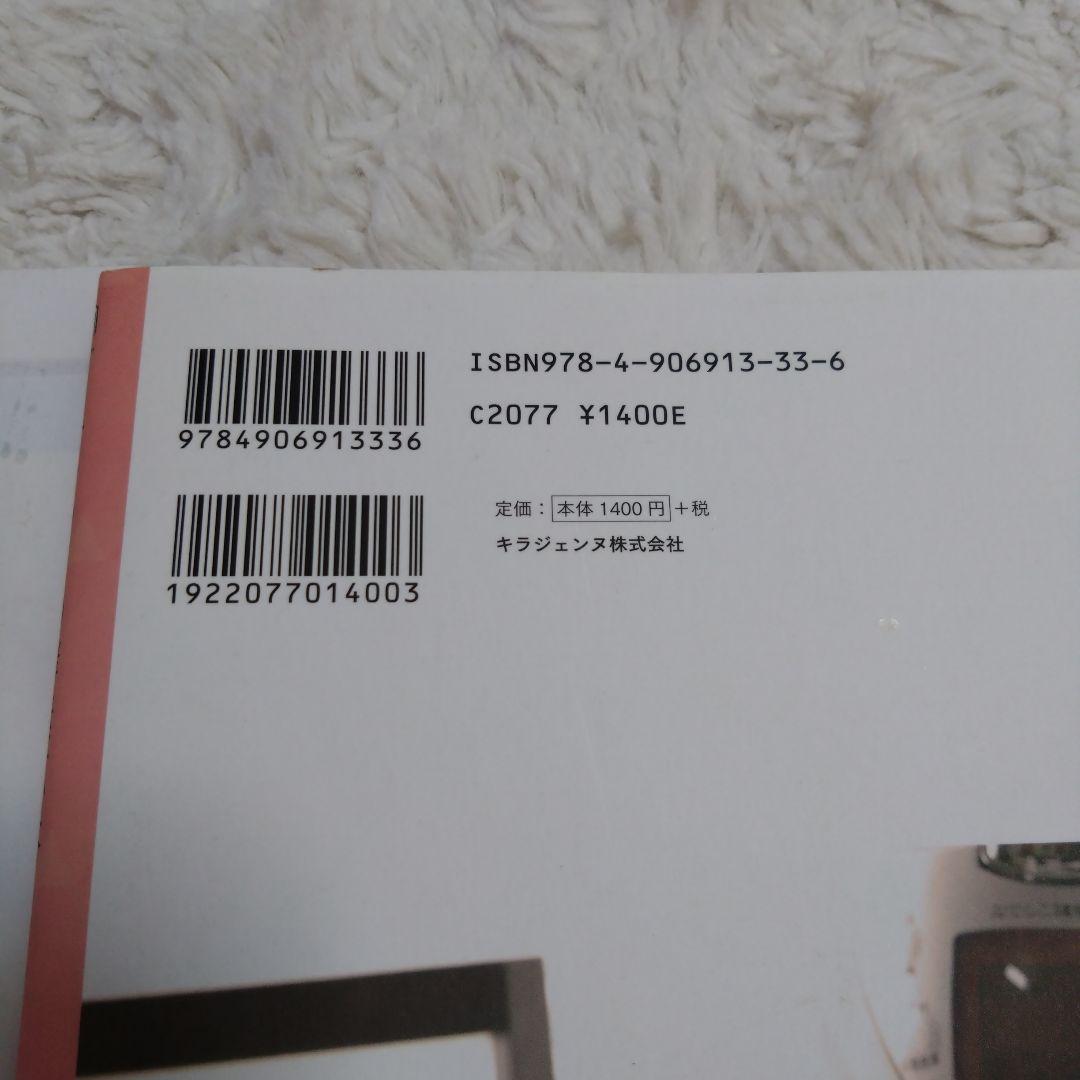 ISBN978-4-906913-33-6
9784906913336
C2077 ¥1400E
1922077014003
定価：本体 1400 円＋税
キラジェンヌ株式会社